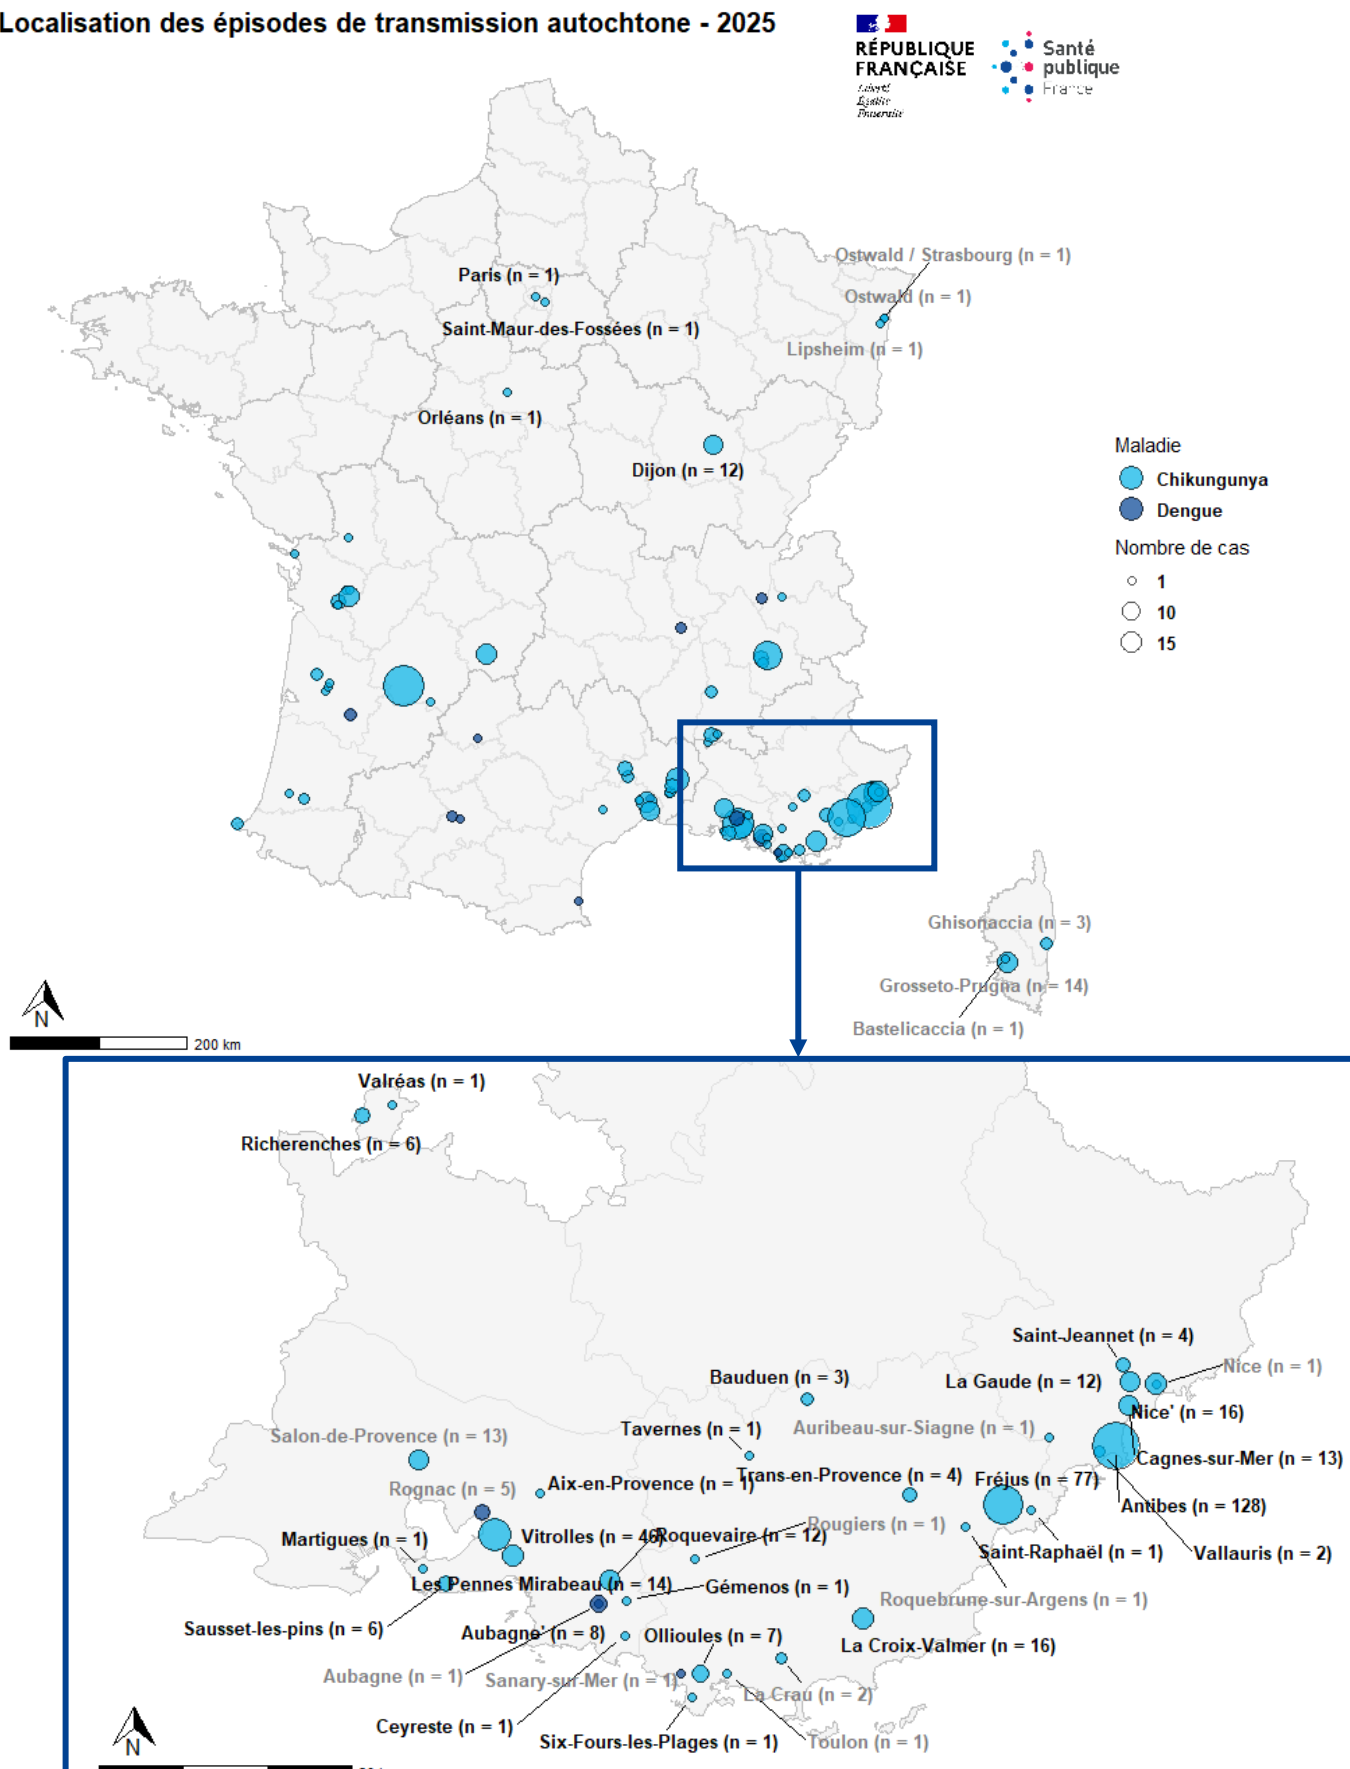 Localisation des épisodes de transmission autochtone - 2025
RÉPUBLIQUE
FRANÇAISE
Liberté
Égalité
Fraternité
Santé
publique
France
Ostwald / Strasbourg (n = 1)
Paris (n = 1)
Ostwald (n = 1)
Saint-Maur-des-Fossées (n = 1)
Lipsheim (n = 1)
Orléans (n = 1)
Dijon (n = 12)
Maladie
Chikungunya
Dengue
Nombre de cas
1
10
15
Ghisonaccia (n = 3)
Grosseto-Prugna (n = 14)
Bastelicaccia (n = 1)
N
200 km
Valréas (n = 1)
Richerenches (n = 6)
Saint-Jeannet (n = 4)
Nice (n = 1)
Bauduen (n = 3)
La Gaude (n = 12)
Nice' (n = 16)
Auribeau-sur-Siagne (n = 1)
Tavernes (n = 1)
Salon-de-Provence (n = 13)
Cagnes-sur-Mer (n = 13)
Trans-en-Provence (n = 4)
Fréjus (n = 77)
Aix-en-Provence (n = 1)
Rognac (n = 5)
Antibes (n = 128)
Rougiers (n = 1)
Martigues (n = 1)
Vitrolles (n = 46)
Roquevaire (n = 12)
Saint-Raphaël (n = 1)
Vallauris (n = 2)
Les Pennes Mirabeau (n = 14)
Gémenos (n = 1)
Roquebrune-sur-Argens (n = 1)
Sausset-les-pins (n = 6)
Aubagne' (n = 8)
Ollioules (n = 7)
La Croix-Valmer (n = 16)
Aubagne (n = 1)
Sanary-sur-Mer (n = 1)
La Crau (n = 2)
Ceyreste (n = 1)
Six-Fours-les-Plages (n = 1)
Toulon (n = 1)
N